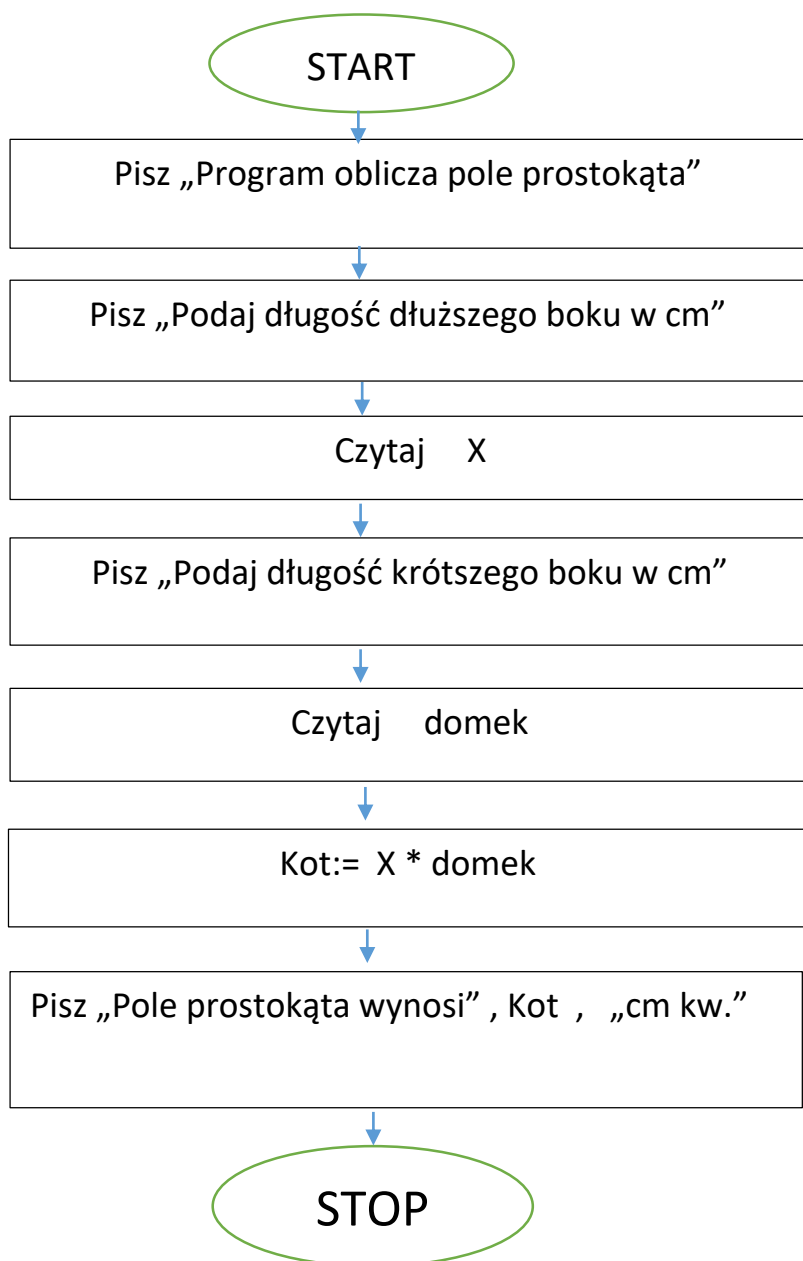 START
Pisz „Program oblicza pole prostokąta”
Pisz „Podaj długość dłuższego boku w cm”
Czytaj X
Pisz „Podaj długość krótszego boku w cm”
Czytaj domek
Kot:= X * domek
Pisz „Pole prostokąta wynosi” , Kot , „cm kw.”
STOP